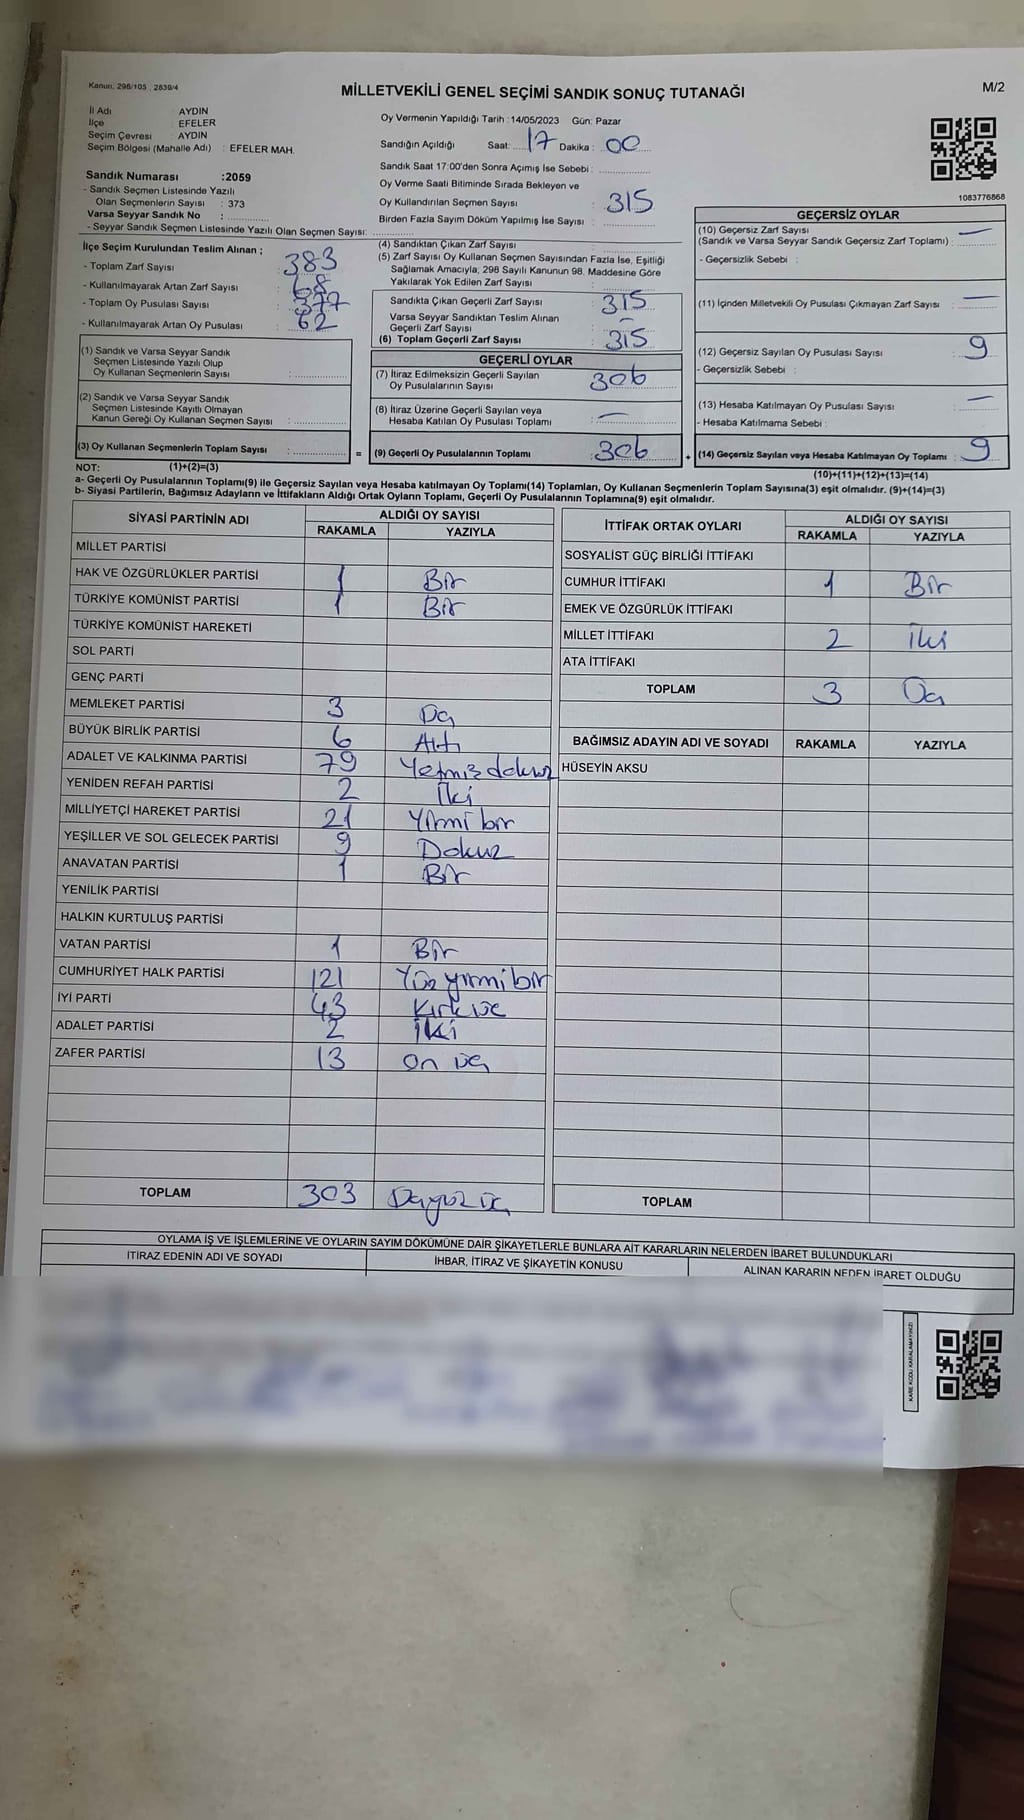 Kanun, 298/105 , 2839/4
MİLLETVEKİLİ GENEL SEÇİMİ SANDIK SONUÇ TUTANAĞI
M/2
İl Adı : AYDIN
İlçe : EFELER
Seçim Çevresi : AYDIN
Seçim Bölgesi (Mahalle Adı) : EFELER MAH.
Sandık Numarası :2059
- Sandık Seçmen Listesinde Yazılı
Olan Seçmenlerin Sayısı : 373
Varsa Seyyar Sandık No :
- Seyyar Sandık Seçmen Listesinde Yazılı Olan Seçmen Sayısı:
Oy Vermenin Yapıldığı Tarih : 14/05/2023 Gün: Pazar
Sandığın Açıldığı Saat: 17 Dakika : 00
Sandık Saat 17:00'den Sonra Açımış İse Sebebi :
Oy Verme Saati Bitiminde Sırada Bekleyen ve
Oy Kullandırılan Seçmen Sayısı : 315
Birden Fazla Sayım Döküm Yapılmış İse Sayısı :
1083776868
İlçe Seçim Kurulundan Teslim Alınan ;
- Toplam Zarf Sayısı : 383
- Kullanılmayarak Artan Zarf Sayısı : 68
- Toplam Oy Pusulası Sayısı : 377
- Kullanılmayarak Artan Oy Pusulası : 62
(1) Sandık ve Varsa Seyyar Sandık
Seçmen Listesinde Yazılı Olup
Oy Kullanan Seçmenlerin Sayısı :
(2) Sandık ve Varsa Seyyar Sandık
Seçmen Listesinde Kayıtlı Olmayan
Kanun Gereği Oy Kullanan Seçmen Sayısı :
(3) Oy Kullanan Seçmenlerin Toplam Sayısı :
(4) Sandıktan Çıkan Zarf Sayısı :
(5) Zarf Sayısı Oy Kullanan Seçmen Sayısından Fazla İse, Eşitliği
Sağlamak Amacıyla, 298 Sayılı Kanunun 98. Maddesine Göre
Yakılarak Yok Edilen Zarf Sayısı :
Sandıkta Çıkan Geçerli Zarf Sayısı : 315
Varsa Seyyar Sandıktan Teslim Alınan
Geçerli Zarf Sayısı : -
(6) Toplam Geçerli Zarf Sayısı : 315
GEÇERLİ OYLAR
(7) İtiraz Edilmeksizin Geçerli Sayılan
Oy Pusulalarının Sayısı : 306
(8) İtiraz Üzerine Geçerli Sayılan veya
Hesaba Katılan Oy Pusulası Toplamı : -
= (9) Geçerli Oy Pusulalarının Toplamı : 306
GEÇERSİZ OYLAR
(10) Geçersiz Zarf Sayısı
(Sandık ve Varsa Seyyar Sandık Geçersiz Zarf Toplamı) : -
- Geçersizlik Sebebi :
(11) İçinden Milletvekili Oy Pusulası Çıkmayan Zarf Sayısı : -
(12) Geçersiz Sayılan Oy Pusulası Sayısı : 9
- Geçersizlik Sebebi :
(13) Hesaba Katılmayan Oy Pusulası Sayısı : -
- Hesaba Katılmama Sebebi :
+ (14) Geçersiz Sayılan veya Hesaba Katılmayan Oy Toplamı : 9
NOT: (1)+(2)=(3)
(10)+(11)+(12)+(13)=(14)
a- Geçerli Oy Pusulalarının Toplamı(9) ile Geçersiz Sayılan veya Hesaba katılmayan Oy Toplamı(14) Toplamları, Oy Kullanan Seçmenlerin Toplam Sayısına(3) eşit olmalıdır. (9)+(14)=(3)
b- Siyasi Partilerin, Bağımsız Adayların ve İttifakların Aldığı Ortak Oyların Toplamı, Geçerli Oy Pusulalarının Toplamına(9) eşit olmalıdır.
SİYASİ PARTİNİN ADI ALDIĞI OY SAYISI
RAKAMLA YAZIYLA
MİLLET PARTİSİ
HAK VE ÖZGÜRLÜKLER PARTİSİ 1 Bir
TÜRKİYE KOMÜNİST PARTİSİ 1 Bir
TÜRKİYE KOMÜNİST HAREKETİ
SOL PARTİ
GENÇ PARTİ
MEMLEKET PARTİSİ 3 Üç
BÜYÜK BİRLİK PARTİSİ 6 Altı
ADALET VE KALKINMA PARTİSİ 79 Yetmiş dokuz
YENİDEN REFAH PARTİSİ 2 İki
MİLLİYETÇİ HAREKET PARTİSİ 21 Yirmi bir
YEŞİLLER VE SOL GELECEK PARTİSİ 9 Dokuz
ANAVATAN PARTİSİ 1 Bir
YENİLİK PARTİSİ
HALKIN KURTULUŞ PARTİSİ
VATAN PARTİSİ 1 Bir
CUMHURİYET HALK PARTİSİ 121 Yüz yirmi bir
İYİ PARTİ 43 Kırk üç
ADALET PARTİSİ 2 İki
ZAFER PARTİSİ 13 On üç
TOPLAM 303 Üçyüz üç
İTTİFAK ORTAK OYLARI ALDIĞI OY SAYISI
RAKAMLA YAZIYLA
SOSYALİST GÜÇ BİRLİĞİ İTTİFAKI
CUMHUR İTTİFAKI 1 Bir
EMEK VE ÖZGÜRLÜK İTTİFAKI
MİLLET İTTİFAKI 2 İki
ATA İTTİFAKI
TOPLAM 3 Üç
BAĞIMSIZ ADAYIN ADI VE SOYADI RAKAMLA YAZIYLA
HÜSEYİN AKSU
TOPLAM
OYLAMA İŞ VE İŞLEMLERİNE VE OYLARIN SAYIM DÖKÜMÜNE DAİR ŞİKAYETLERLE BUNLARA AİT KARARLARIN NELERDEN İBARET BULUNDUKLARI
İTİRAZ EDENİN ADI VE SOYADI İHBAR, İTİRAZ VE ŞİKAYETİN KONUSU ALINAN KARARIN NEDEN İBARET OLDUĞU
KARE KODU KARALAMAYINIZ!